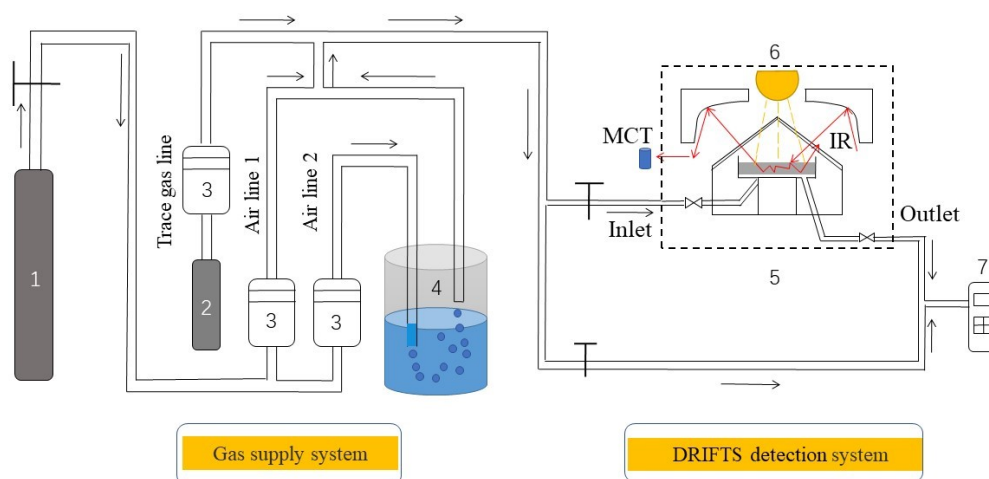 6
MCT
IR
Trace gas line
3
Air line 1
Air line 2
Inlet
Outlet
1
2
3
3
4
5
7
Gas supply system
DRIFTS detection system